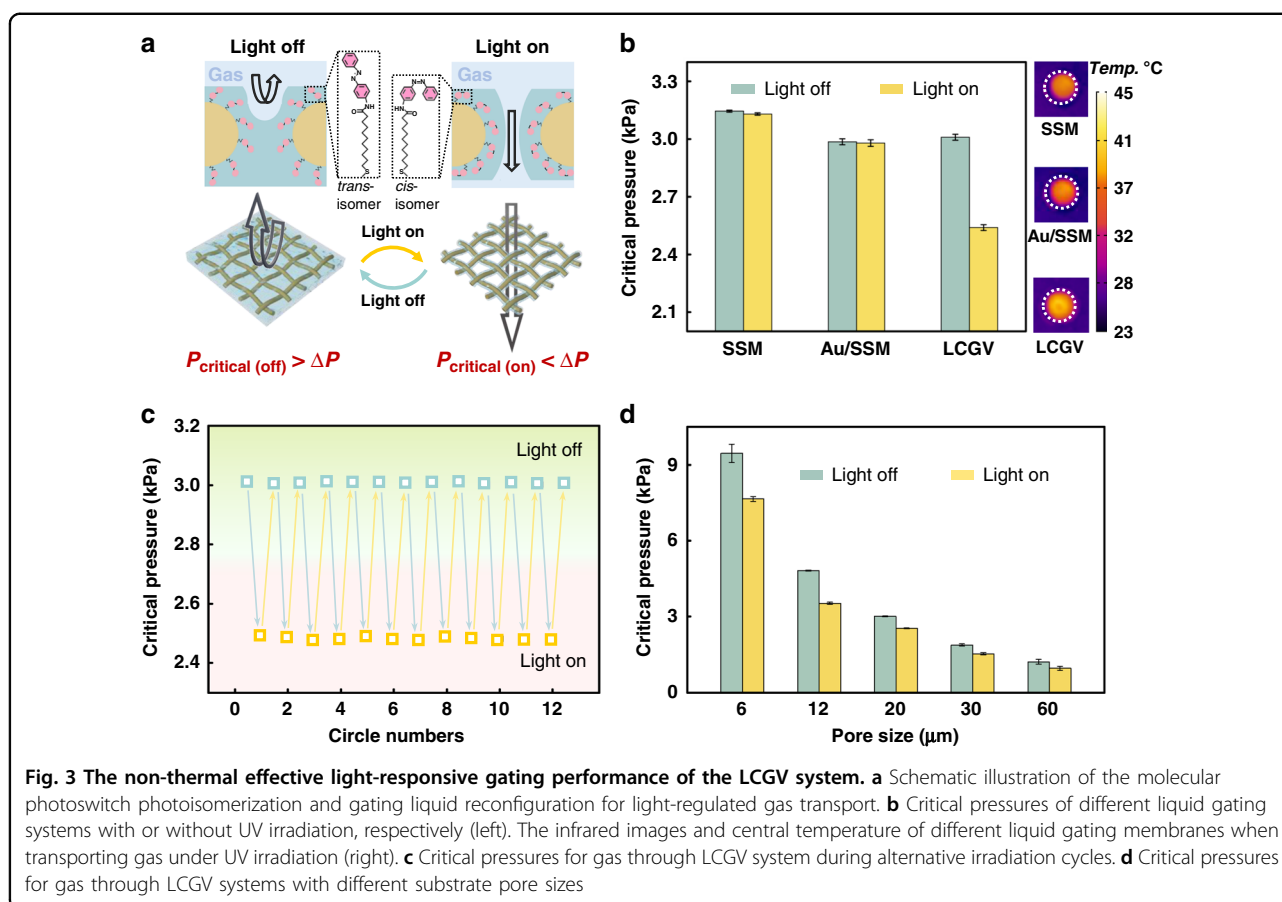 a
Light off
Light on
Gas
Gas
N
N
NH
O
S
N=N
HN
O
S
trans-
isomer
cis-
isomer
Light on
Light off
Pcritical (off) > ΔP
Pcritical (on) < ΔP
b
Critical pressure (kPa)
3.3
3.0
2.7
2.4
2.1
Light off
Light on
SSM
Au/SSM
LCGV
Temp. °C
SSM
Au/SSM
LCGV
45
41
37
32
28
23
c
Critical pressure (kPa)
3.2
3.0
2.8
2.6
2.4
Light off
Light on
0 2 4 6 8 10 12
Circle numbers
d
Critical pressure (kPa)
9
6
3
0
Light off
Light on
6 12 20 30 60
Pore size (μm)
Fig. 3 The non-thermal effective light-responsive gating performance of the LCGV system. a Schematic illustration of the molecular
photoswitch photoisomerization and gating liquid reconfiguration for light-regulated gas transport. b Critical pressures of different liquid gating
systems with or without UV irradiation, respectively (left). The infrared images and central temperature of different liquid gating membranes when
transporting gas under UV irradiation (right). c Critical pressures for gas through LCGV system during alternative irradiation cycles. d Critical pressures
for gas through LCGV systems with different substrate pore sizes